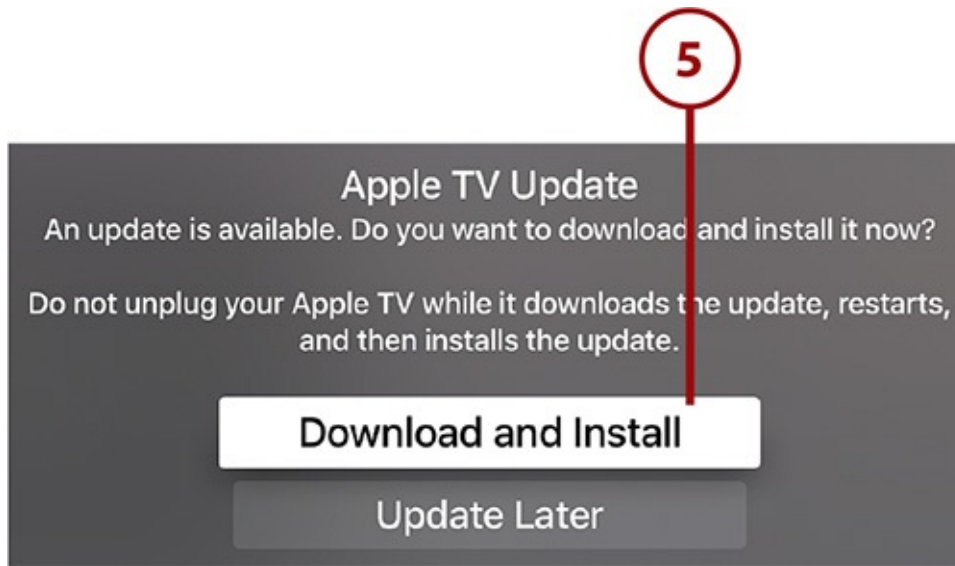 5
Apple TV Update
An update is available. Do you want to download and install it now?
Do not unplug your Apple TV while it downloads the update, restarts,
and then installs the update.
Download and Install
Update Later